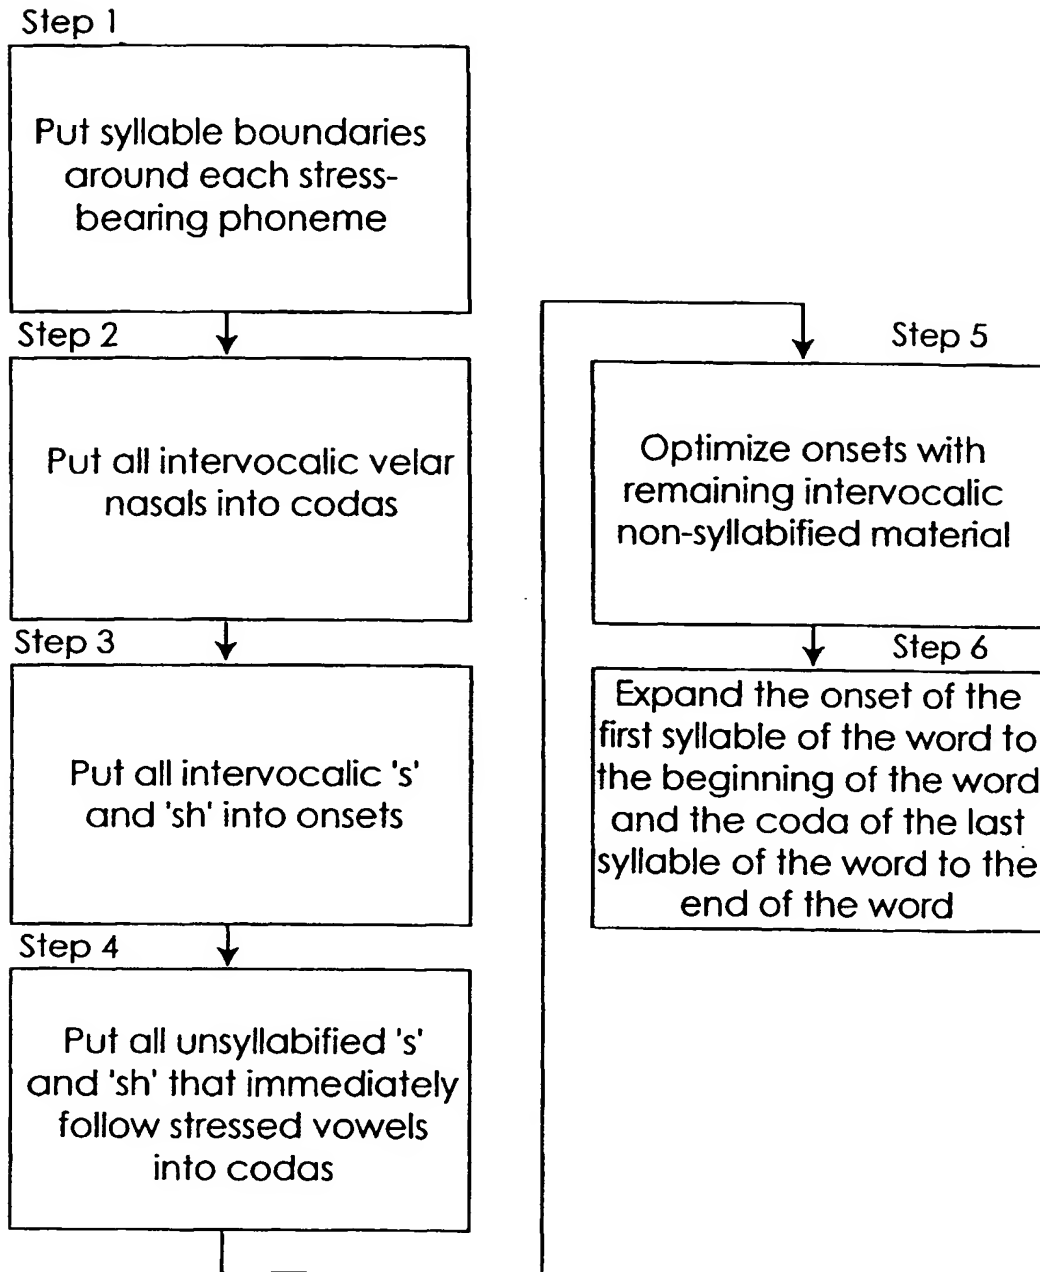 Step 1
Put syllable boundaries
around each stress-
bearing phoneme
Step 2
Put all intervocalic velar
nasals into codas
Step 3
Put all intervocalic 's'
and 'sh' into onsets
Step 4
Put all unsyllabified 's'
and 'sh' that immediately
follow stressed vowels
into codas
Step 5
Optimize onsets with
remaining intervocalic
non-syllabified material
Step 6
Expand the onset of the
first syllable of the word to
the beginning of the word
and the coda of the last
syllable of the word to the
end of the word